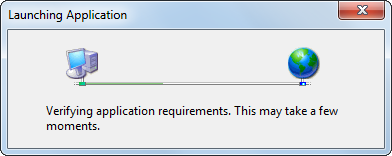 Launching Application
Verifying application requirements. This may take a few
moments.